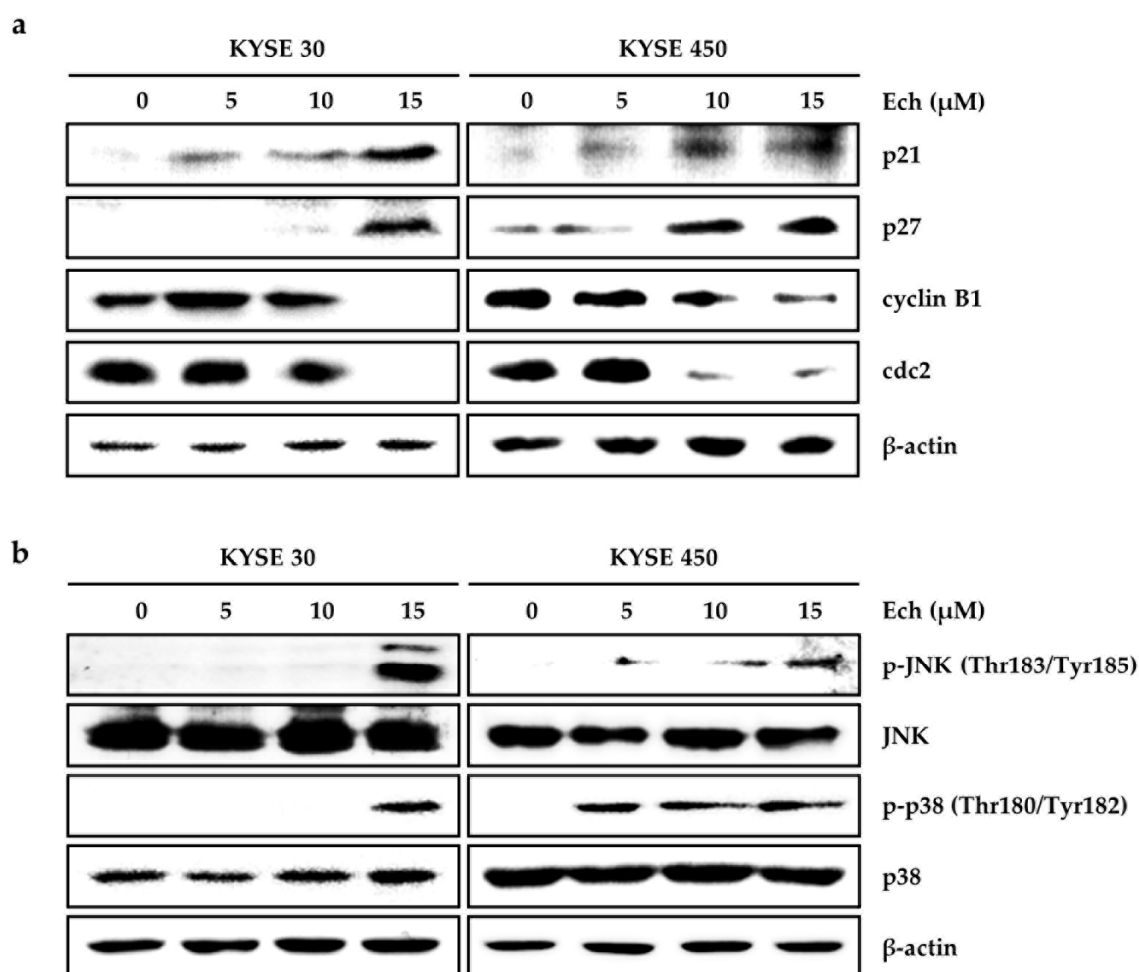 a
KYSE 30 KYSE 450
0 5 10 15 0 5 10 15 Ech (μM)
p21
p27
cyclin B1
cdc2
β-actin
b
KYSE 30 KYSE 450
0 5 10 15 0 5 10 15 Ech (μM)
p-JNK (Thr183/Tyr185)
JNK
p-p38 (Thr180/Tyr182)
p38
β-actin